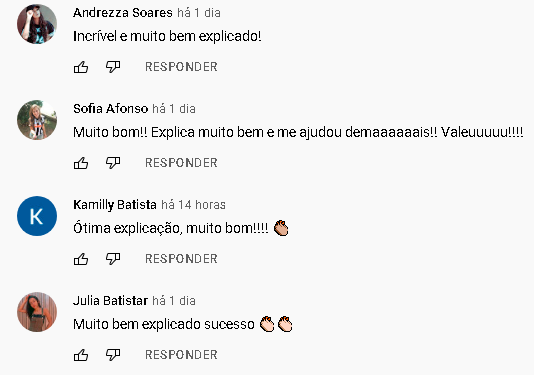 Andrezza Soares há 1 dia
Incrível e muito bem explicado!
RESPONDER
Sofia Afonso há 1 dia
Muito bom!! Explica muito bem e me ajudou demaaaaaais!! Valeuuuuu!!!!
RESPONDER
K
Kamilly Batista há 14 horas
Ótima explicação, muito bom!!!! 👏🏽
RESPONDER
Julia Batistar há 1 dia
Muito bem explicado sucesso 👏🏻👏🏻
RESPONDER